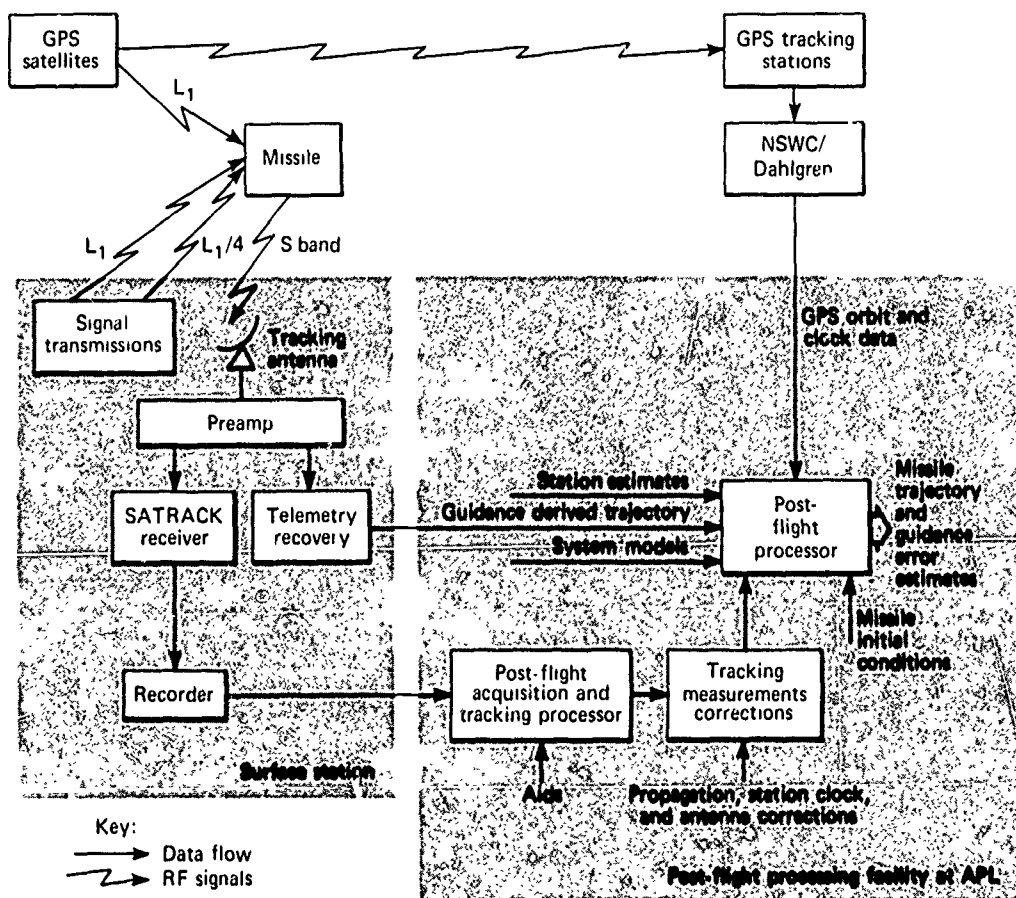 GPS
satellites
GPS tracking
stations
L1
Missile
NSWC/
Dahlgren
L1
L1/4
S band
Signal
transmissions
Tracking
antenna
GPS orbit and
clock data
Preamp
SATRACK
receiver
Telemetry
recovery
Station estimates
Guidance derived trajectory
System models
Post-
flight
processor
Missile
trajectory
and
guidance
error
estimates
Missile
initial
conditions
Recorder
Post-flight
acquisition and
tracking processor
Tracking
measurements
corrections
Surface station
Aids
Propagation, station clock,
and antenna corrections
Key:
Data flow
RF signals
Post-flight processing facility at APL